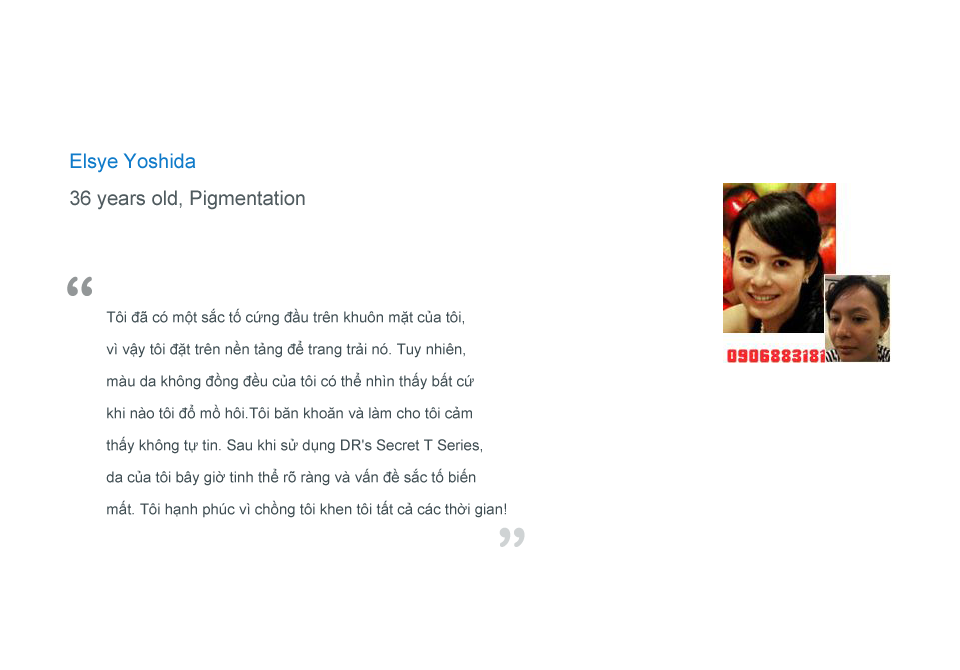 Elsye Yoshida
36 years old, Pigmentation
“
Tôi đã có một sắc tố cứng đầu trên khuôn mặt của tôi,
vì vậy tôi đặt trên nền tảng để trang trải nó. Tuy nhiên,
màu da không đồng đều của tôi có thể nhìn thấy bất cứ
khi nào tôi đổ mồ hôi.Tôi băn khoăn và làm cho tôi cảm
thấy không tự tin. Sau khi sử dụng DR's Secret T Series,
da của tôi bây giờ tinh thể rõ ràng và vấn đề sắc tố biến
mất. Tôi hạnh phúc vì chồng tôi khen tôi tất cả các thời gian!
”
0906883181